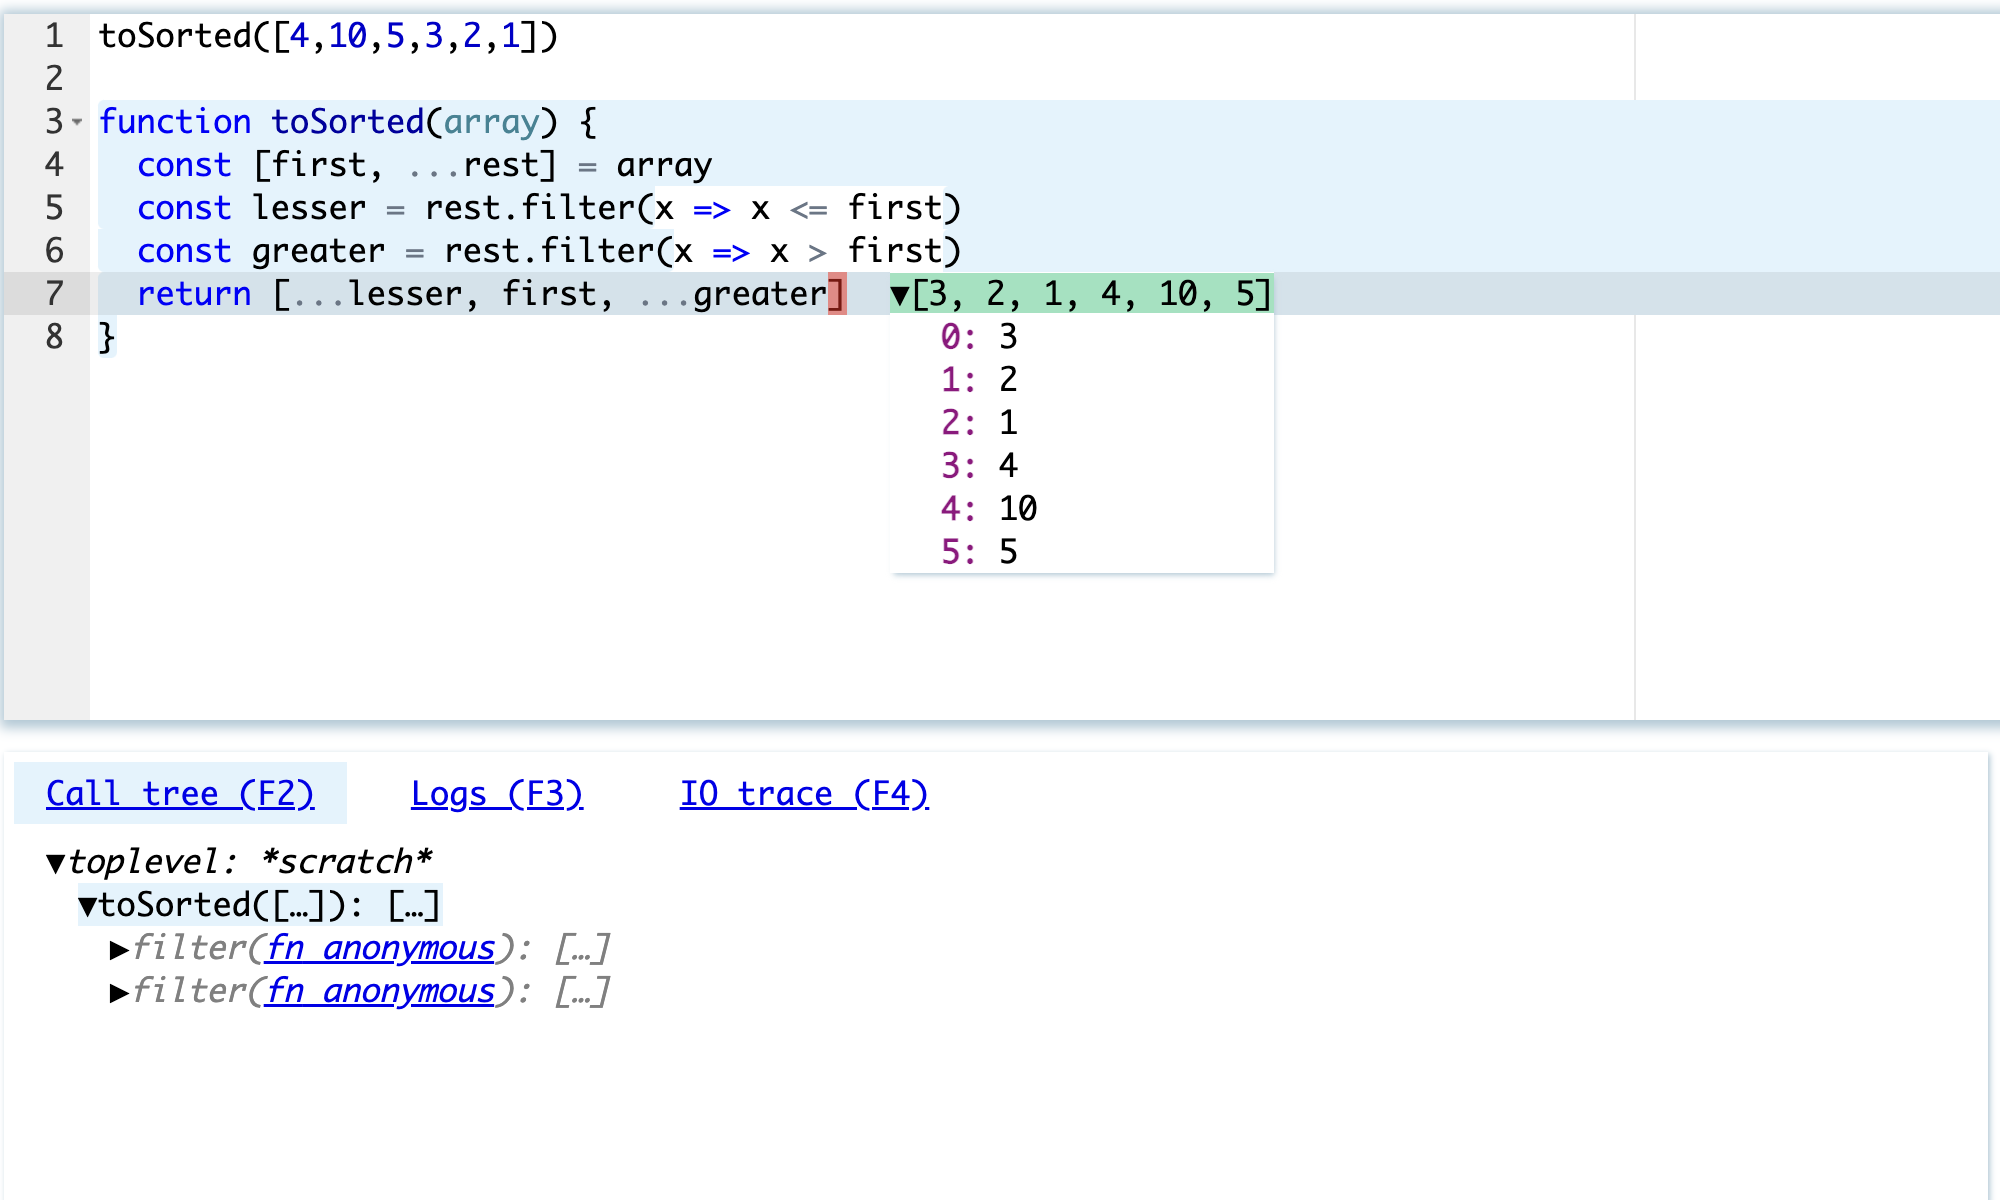 1 toSorted([4,10,5,3,2,1])
2
3 function toSorted(array) {
4   const [first, ...rest] = array
5   const lesser = rest.filter(x => x <= first)
6   const greater = rest.filter(x => x > first)
7   return [...lesser, first, ...greater] ▼[3, 2, 1, 4, 10, 5]
8 }
0: 3
1: 2
2: 1
3: 4
4: 10
5: 5
Call tree (F2) Logs (F3) IO trace (F4)
▼toplevel: *scratch*
▼toSorted([…]): […]
▶filter(fn anonymous): […]
▶filter(fn anonymous): […]